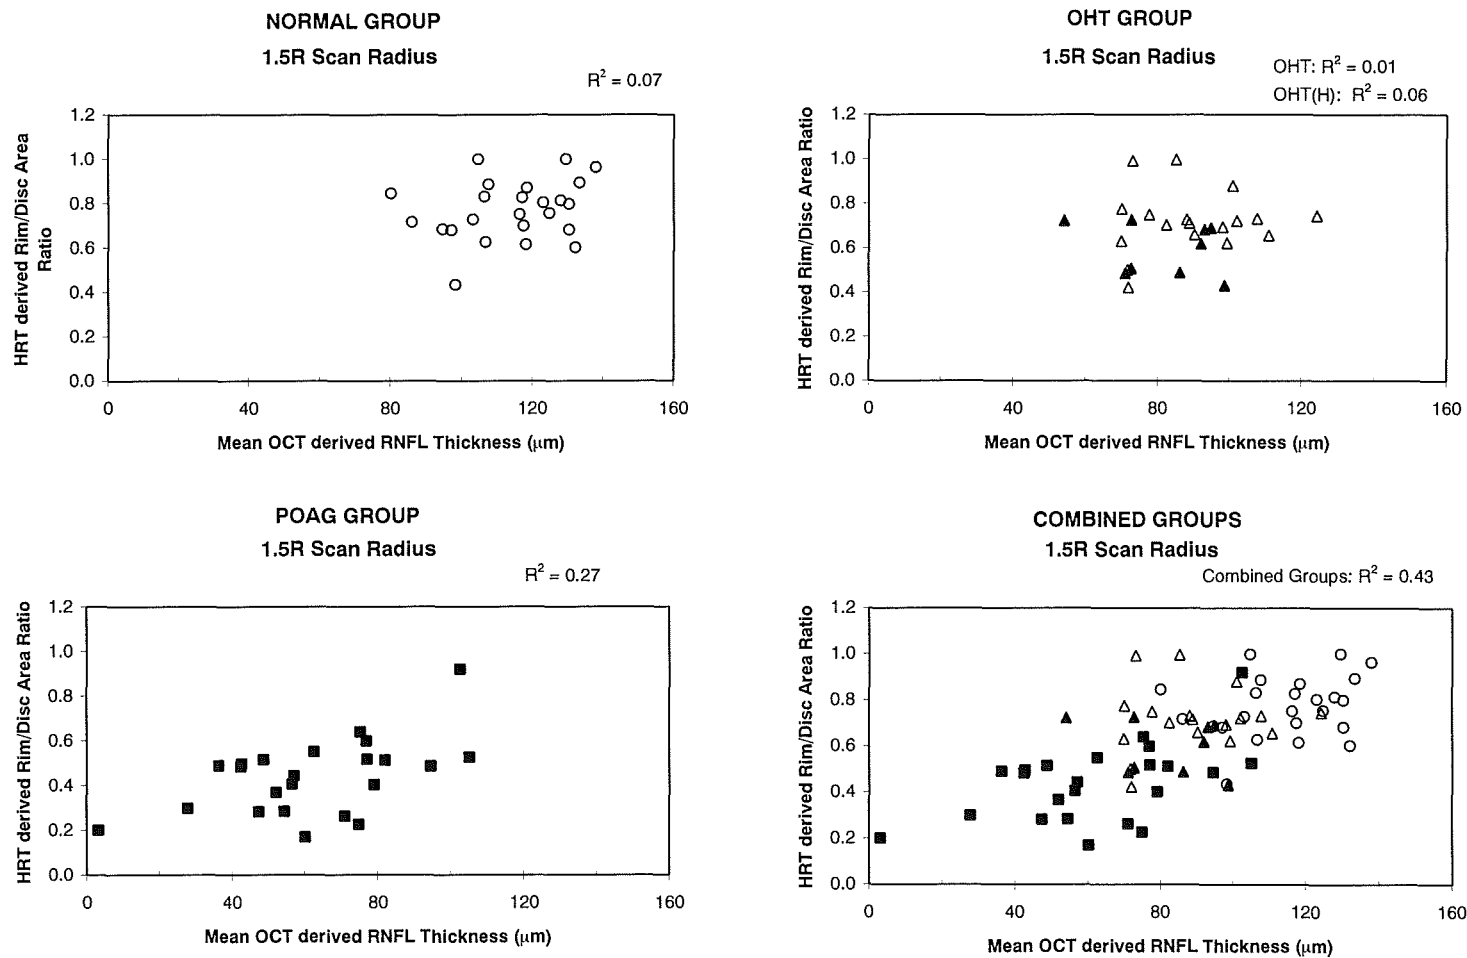 NORMAL GROUP
1.5R Scan Radius
R² = 0.07
HRT derived Rim/Disc Area
Ratio
1.2
1.0
0.8
0.6
0.4
0.2
0.0
0
40
80
120
160
Mean OCT derived RNFL Thickness (μm)
OHT GROUP
1.5R Scan Radius
OHT: R² = 0.01
OHT(H): R² = 0.06
HRT derived Rim/Disc Area Ratio
1.2
1.0
0.8
0.6
0.4
0.2
0.0
0
40
80
120
160
Mean OCT derived RNFL Thickness (μm)
POAG GROUP
1.5R Scan Radius
R² = 0.27
HRT derived Rim/Disc Area Ratio
1.2
1.0
0.8
0.6
0.4
0.2
0.0
0
40
80
120
160
Mean OCT derived RNFL Thickness (μm)
COMBINED GROUPS
1.5R Scan Radius
Combined Groups: R² = 0.43
HRT derived Rim/Disc Area Ratio
1.2
1.0
0.8
0.6
0.4
0.2
0.0
0
40
80
120
160
Mean OCT derived RNFL Thickness (μm)